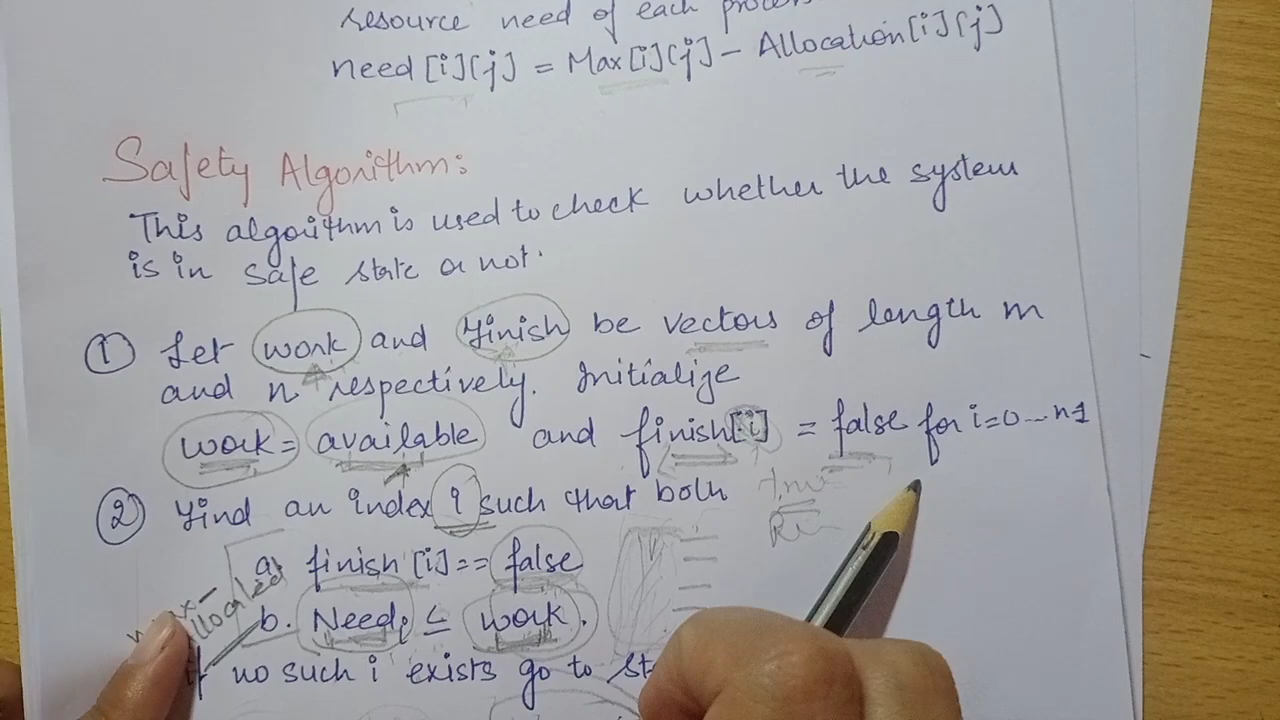 resource need of each
need [i][j] = Max[i][j] - Allocation[i][j]
Safety Algorithm:
This algorithm is used to check whether the system
is in safe state or not.
① Let work and finish be vectors of length m
and n respectively. Initialize
work = available and finish[i] = false for i=0-n-1
② Find an index i such that both
a) finish [i] == false
b. Needi ≤ work.
If no such i exists go to